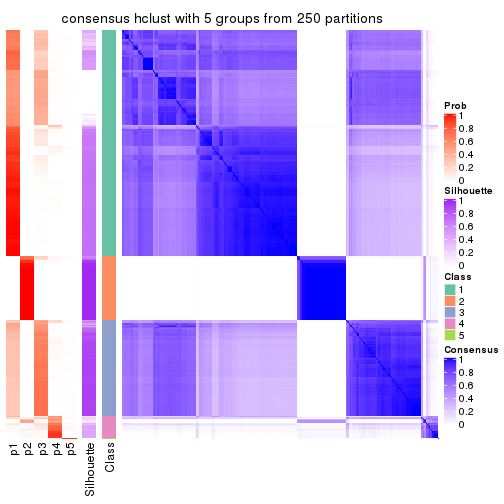 consensus hclust with 5 groups from 250 partitions
Prob
1
0.8
0.6
0.4
0.2
0
Silhouette
1
0.8
0.6
0.4
0.2
0
Class
1
2
3
4
5
Consensus
1
0.8
0.6
0.4
0.2
0
p1
p2
p3
p4
p5
Silhouette
Class